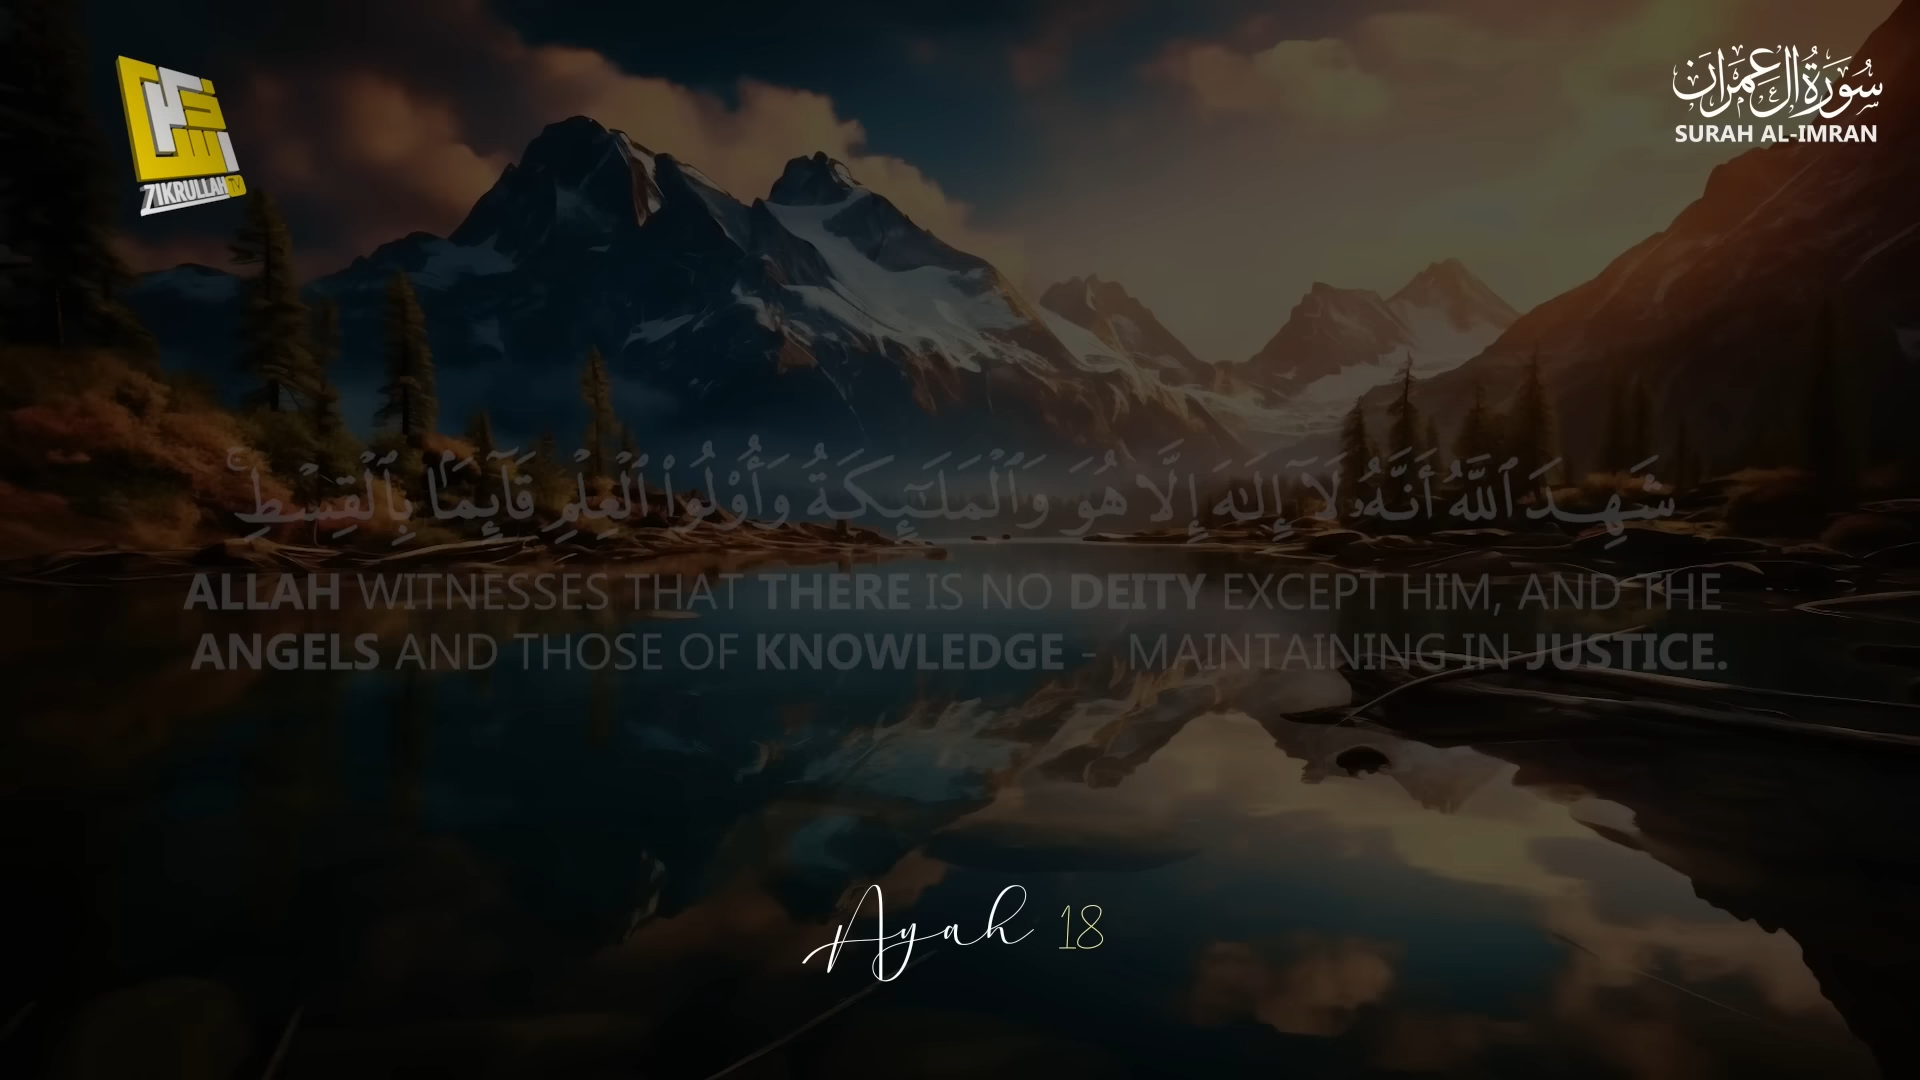 ZIKRULLAH TV
سُورَةُ آلِ عِمْرَان
SURAH AL-IMRAN
شَهِدَ ٱللَّهُ أَنَّهُۥ لَآ إِلَٰهَ إِلَّا هُوَ وَٱلْمَلَٰٓئِكَةُ وَأُو۟لُوا۟ ٱلْعِلْمِ قَآئِمًۢا بِٱلْقِسْطِ ۚ
ALLAH WITNESSES THAT THERE IS NO DEITY EXCEPT HIM, AND THE
ANGELS AND THOSE OF KNOWLEDGE - MAINTAINING IN JUSTICE.
Ayah 18